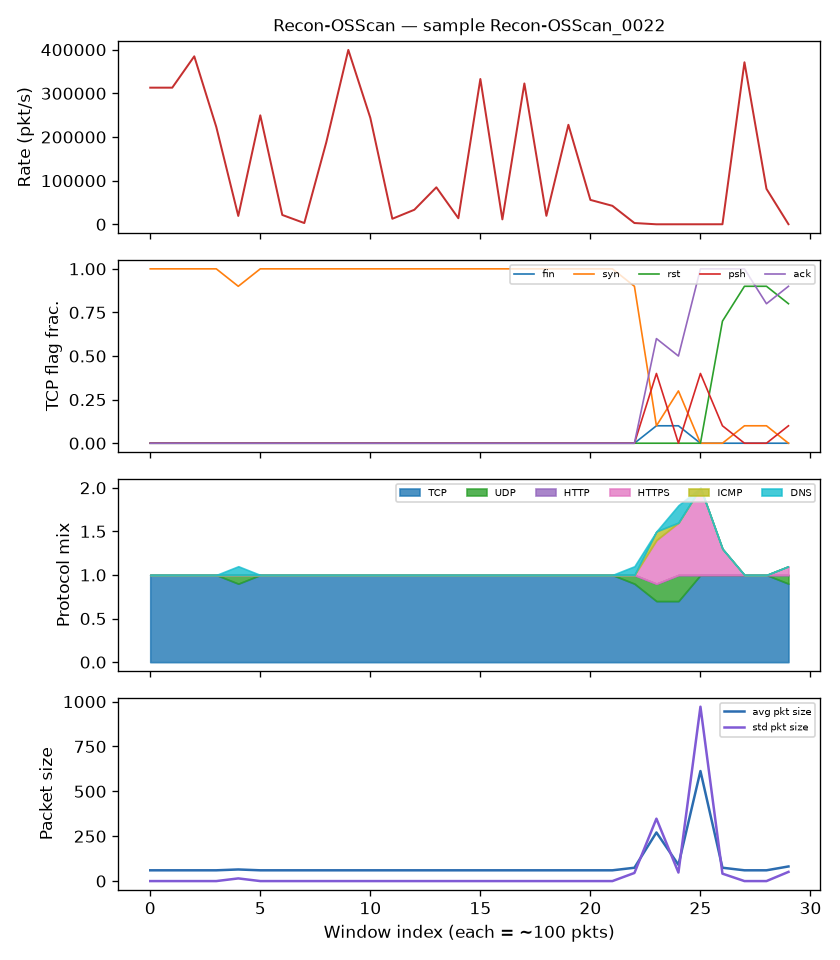 Recon-OSScan — sample Recon-OSScan_0022
Rate (pkt/s)
400000
300000
200000
100000
0
TCP flag frac.
1.00
0.75
0.50
0.25
0.00
fin syn rst psh ack
Protocol mix
2.0
1.5
1.0
0.5
0.0
TCP UDP HTTP HTTPS ICMP DNS
Packet size
1000
750
500
250
0
avg pkt size
std pkt size
0 5 10 15 20 25 30
Window index (each = ~100 pkts)